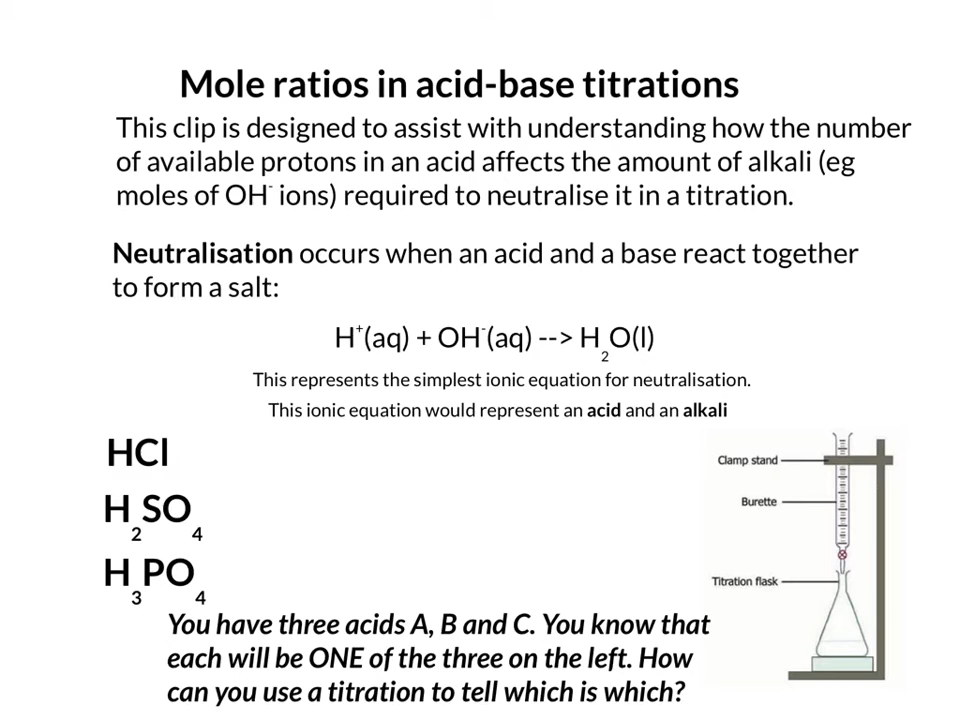 Mole ratios in acid-base titrations
This clip is designed to assist with understanding how the number
of available protons in an acid affects the amount of alkali (eg
moles of OH⁻ ions) required to neutralise it in a titration.
Neutralisation occurs when an acid and a base react together
to form a salt:
H⁺(aq) + OH⁻(aq) --> H₂O(l)
This represents the simplest ionic equation for neutralisation.
This ionic equation would represent an acid and an alkali
HCl
H₂SO₄
H₃PO₄
Clamp stand
Burette
Titration flask
You have three acids A, B and C. You know that
each will be ONE of the three on the left. How
can you use a titration to tell which is which?